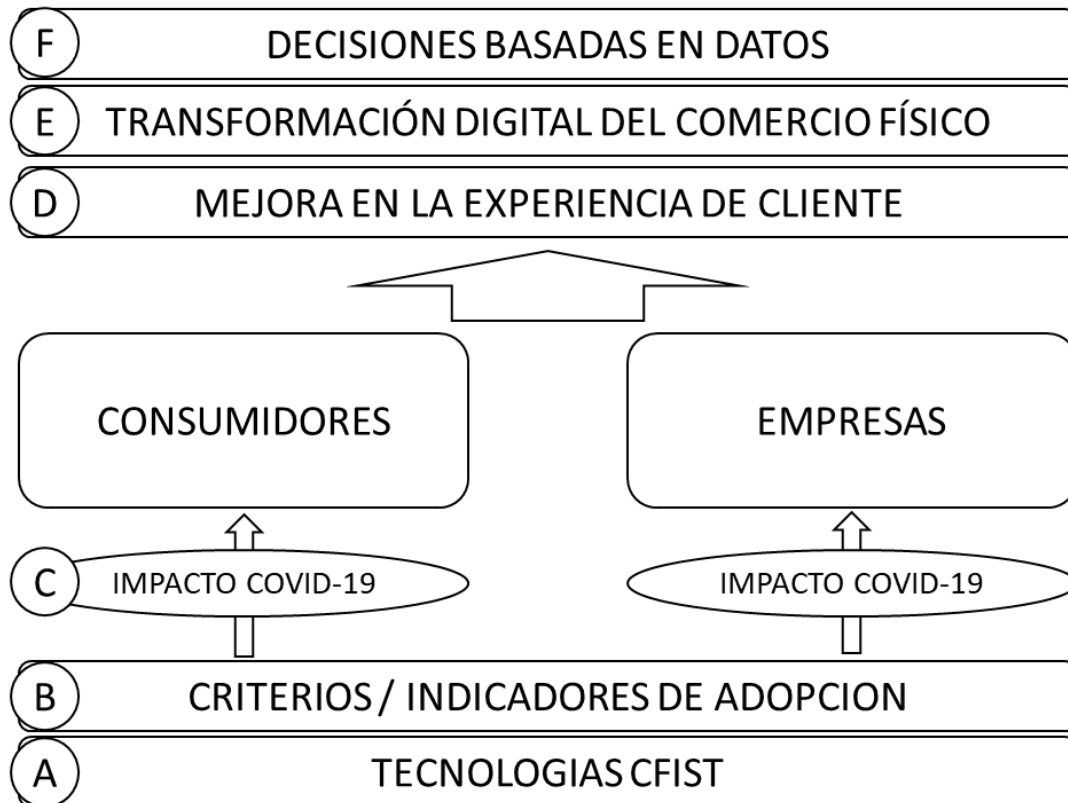 F DECISIONES BASADAS EN DATOS
E TRANSFORMACIÓN DIGITAL DEL COMERCIO FÍSICO
D MEJORA EN LA EXPERIENCIA DE CLIENTE
CONSUMIDORES EMPRESAS
C IMPACTO COVID-19 IMPACTO COVID-19
B CRITERIOS / INDICADORES DE ADOPCION
A TECNOLOGIAS CFIST